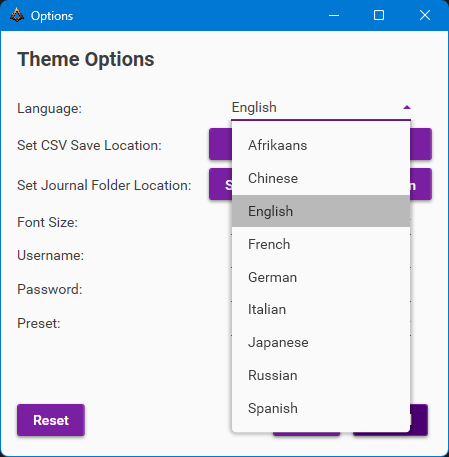 Options
Theme Options
Language:
English
Set CSV Save Location:
Set Journal Folder Location:
Font Size:
Username:
Password:
Preset:
Afrikaans
Chinese
English
French
German
Italian
Japanese
Russian
Spanish
Reset